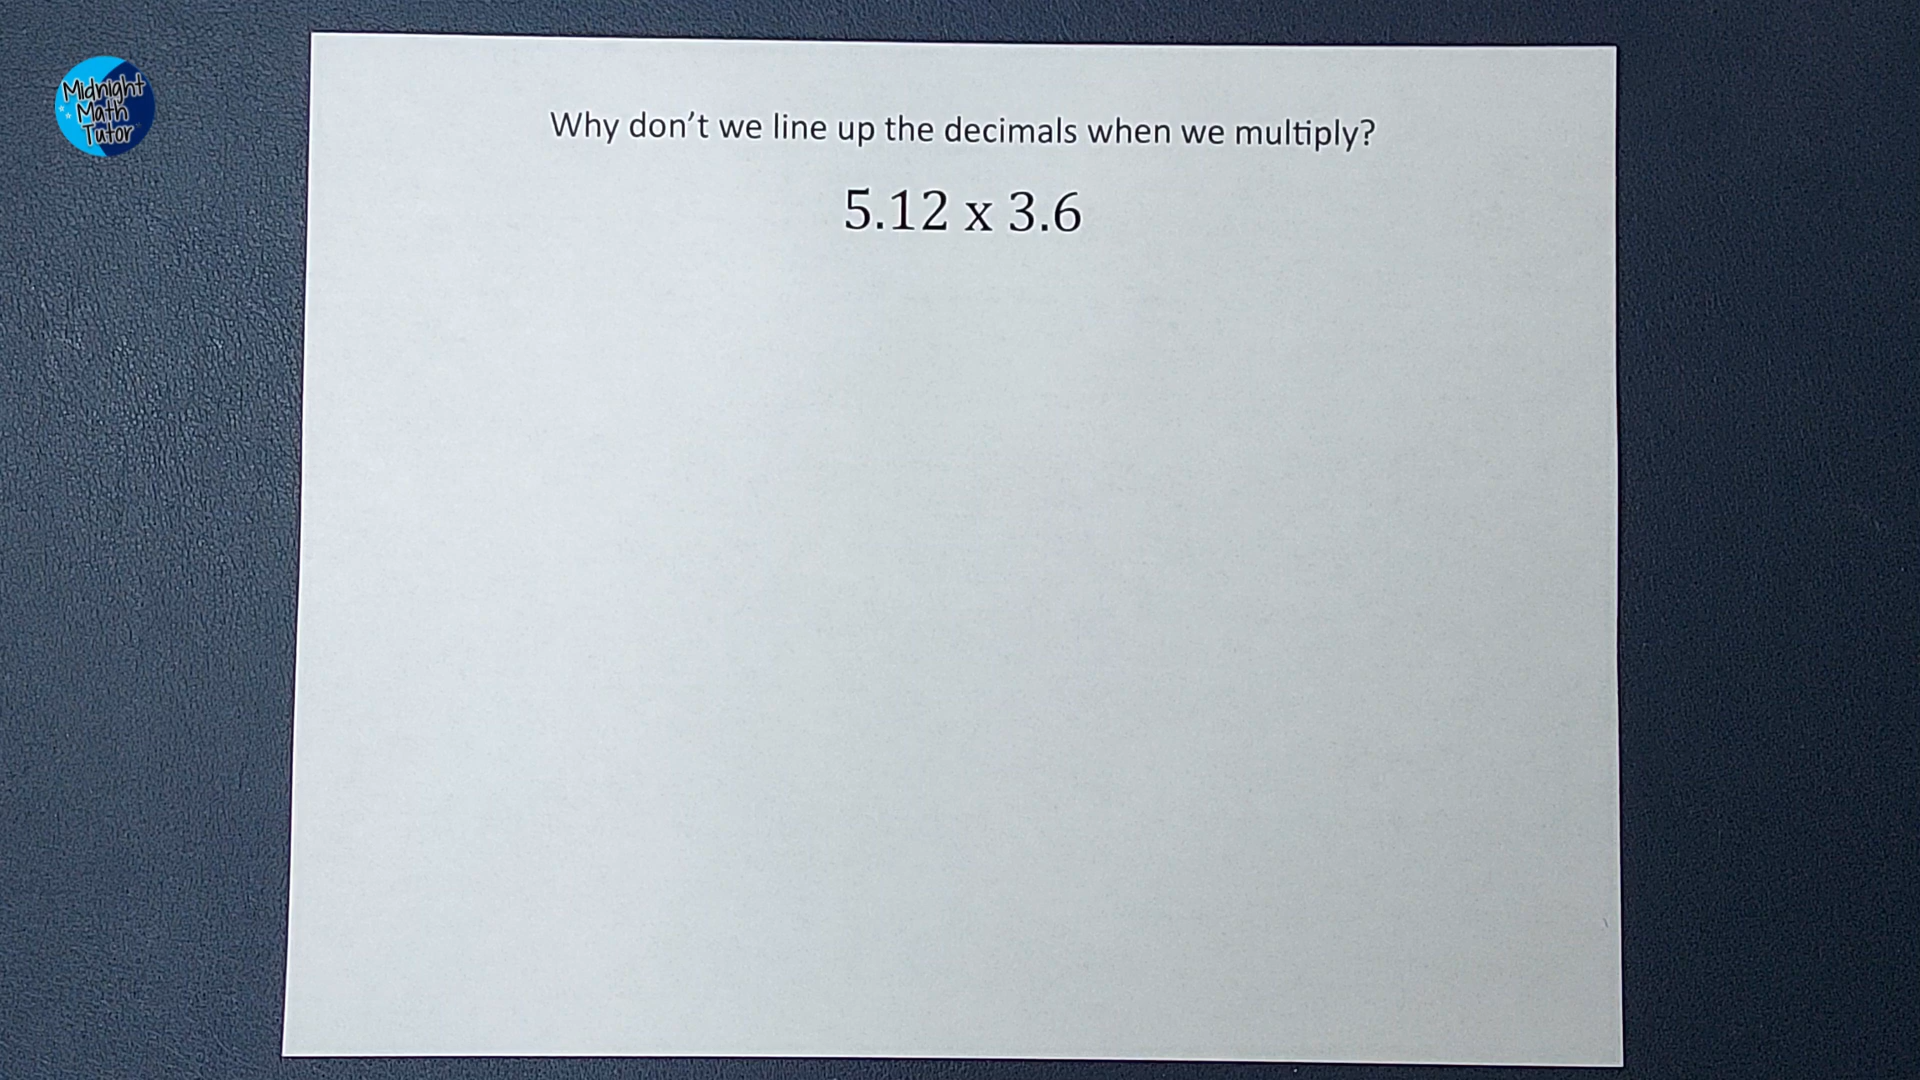 Midnight
Math
Tutor
Why don't we line up the decimals when we multiply?
5.12 x 3.6